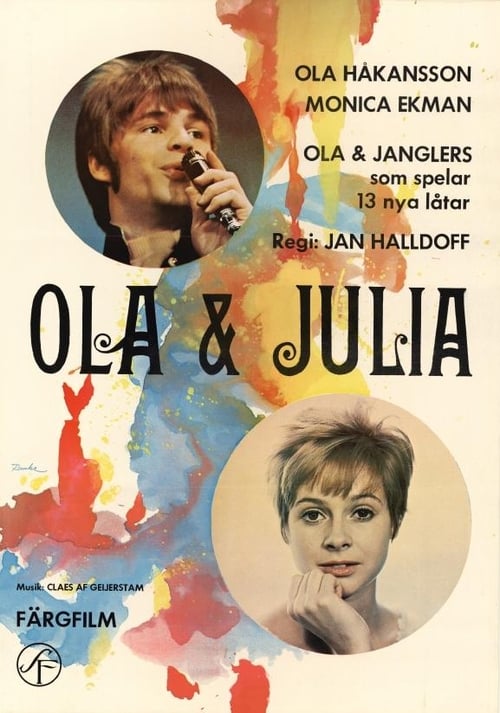 OLA HÅKANSSON
MONICA EKMAN
OLA & JANGLERS
som spelar
13 nya låtar
Regi: JAN HALLDOFF
OLA & JULIA
Musik: CLAES AF GEIJERSTAM
FÄRGFILM
SF